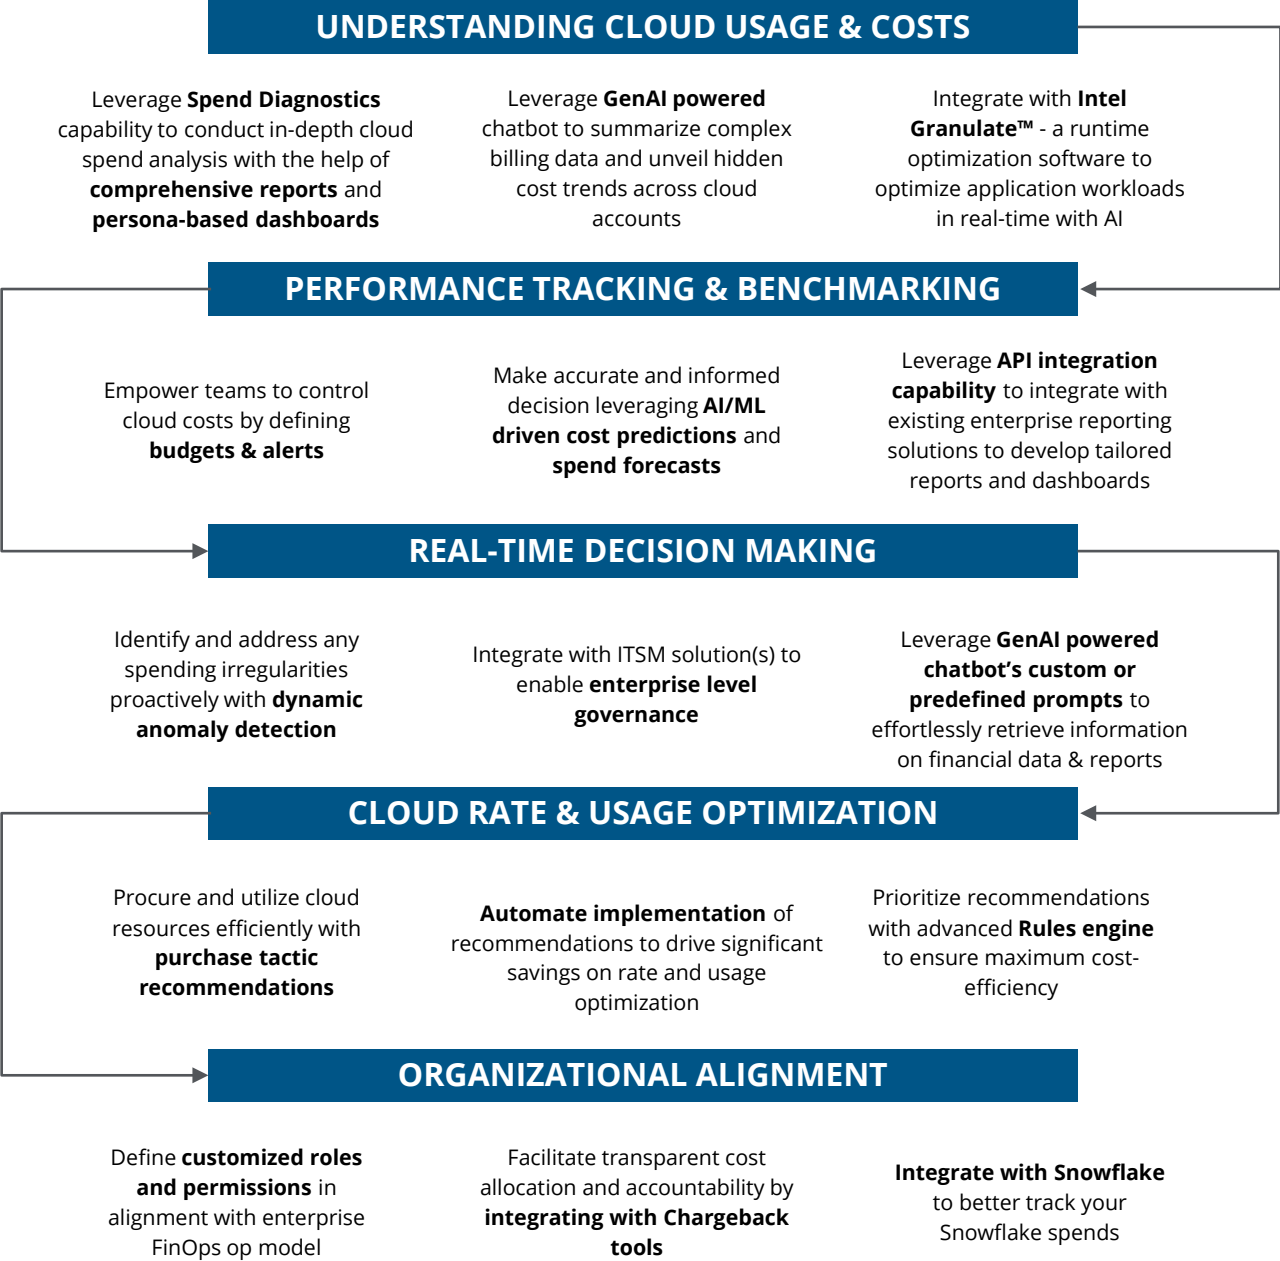 UNDERSTANDING CLOUD USAGE & COSTS
Leverage Spend Diagnostics
capability to conduct in-depth cloud
spend analysis with the help of
comprehensive reports and
persona-based dashboards
Leverage GenAI powered
chatbot to summarize complex
billing data and unveil hidden
cost trends across cloud
accounts
Integrate with Intel
Granulate™ - a runtime
optimization software to
optimize application workloads
in real-time with AI
PERFORMANCE TRACKING & BENCHMARKING
Empower teams to control
cloud costs by defining
budgets & alerts
Make accurate and informed
decision leveraging AI/ML
driven cost predictions and
spend forecasts
Leverage API integration
capability to integrate with
existing enterprise reporting
solutions to develop tailored
reports and dashboards
REAL-TIME DECISION MAKING
Identify and address any
spending irregularities
proactively with dynamic
anomaly detection
Integrate with ITSM solution(s) to
enable enterprise level
governance
Leverage GenAI powered
chatbot’s custom or
predefined prompts to
effortlessly retrieve information
on financial data & reports
CLOUD RATE & USAGE OPTIMIZATION
Procure and utilize cloud
resources efficiently with
purchase tactic
recommendations
Automate implementation of
recommendations to drive significant
savings on rate and usage
optimization
Prioritize recommendations
with advanced Rules engine
to ensure maximum cost-
efficiency
ORGANIZATIONAL ALIGNMENT
Define customized roles
and permissions in
alignment with enterprise
FinOps op model
Facilitate transparent cost
allocation and accountability by
integrating with Chargeback
tools
Integrate with Snowflake
to better track your
Snowflake spends